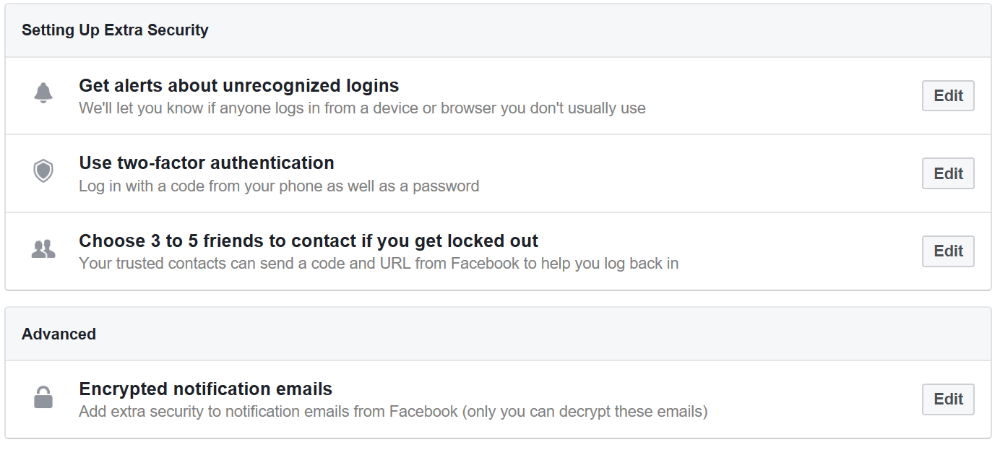 Setting Up Extra Security
Get alerts about unrecognized logins
We'll let you know if anyone logs in from a device or browser you don't usually use
Edit
Use two-factor authentication
Log in with a code from your phone as well as a password
Edit
Choose 3 to 5 friends to contact if you get locked out
Your trusted contacts can send a code and URL from Facebook to help you log back in
Edit
Advanced
Encrypted notification emails
Add extra security to notification emails from Facebook (only you can decrypt these emails)
Edit